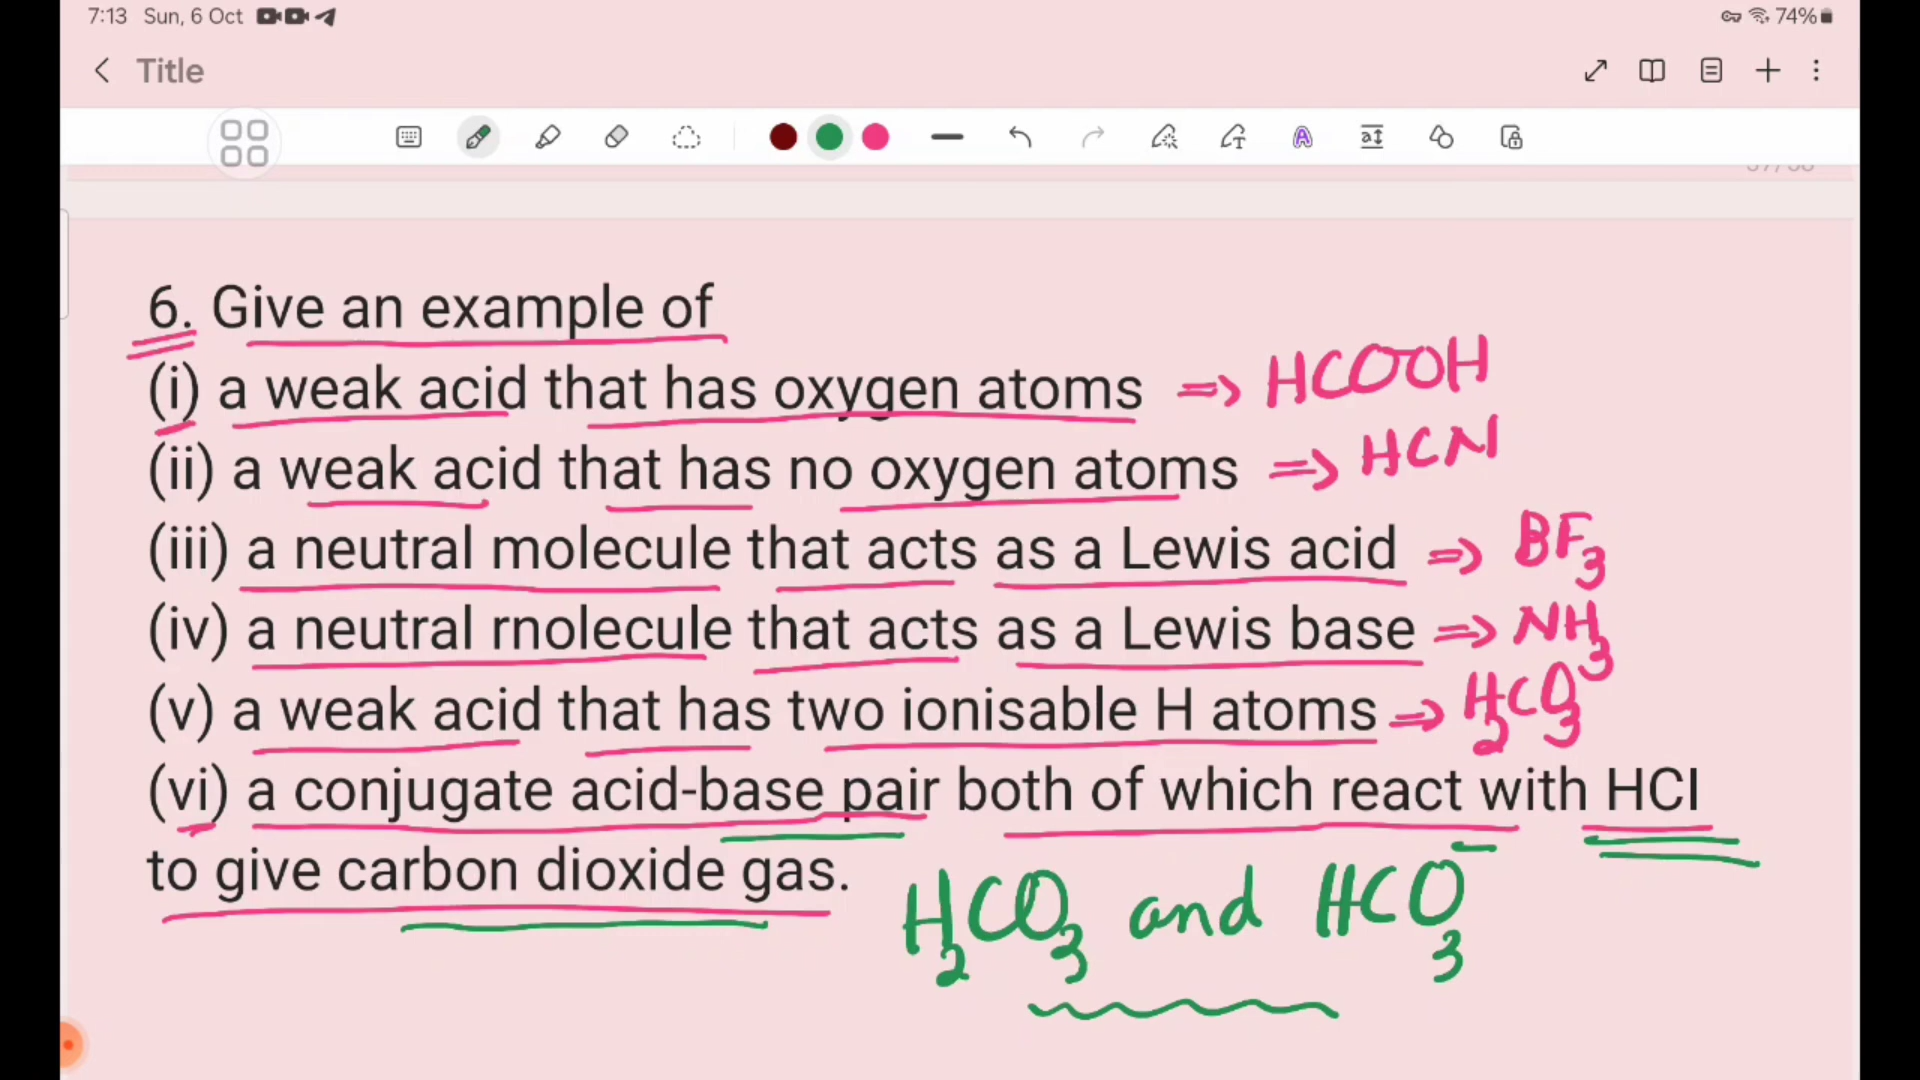 7:13 Sun, 6 Oct 74%
Title
6. Give an example of
(i) a weak acid that has oxygen atoms ⇒ HCOOH
(ii) a weak acid that has no oxygen atoms ⇒ HCN
(iii) a neutral molecule that acts as a Lewis acid ⇒ BF₃
(iv) a neutral rnolecule that acts as a Lewis base ⇒ NH₃
(v) a weak acid that has two ionisable H atoms ⇒ H₂CO₃
(vi) a conjugate acid-base pair both of which react with HCl
to give carbon dioxide gas. H₂CO₃ and HCO₃⁻